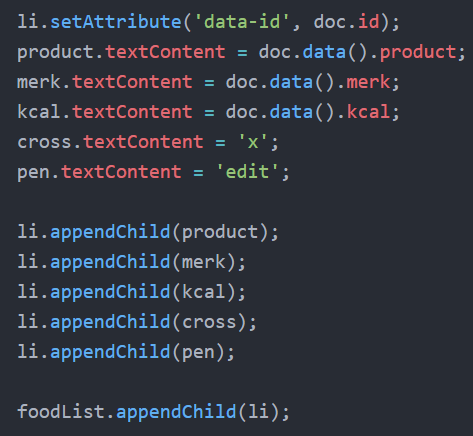 li.setAttribute('data-id', doc.id);
product.textContent = doc.data().product;
merk.textContent = doc.data().merk;
kcal.textContent = doc.data().kcal;
cross.textContent = 'x';
pen.textContent = 'edit';
li.appendChild(product);
li.appendChild(merk);
li.appendChild(kcal);
li.appendChild(cross);
li.appendChild(pen);
foodList.appendChild(li);